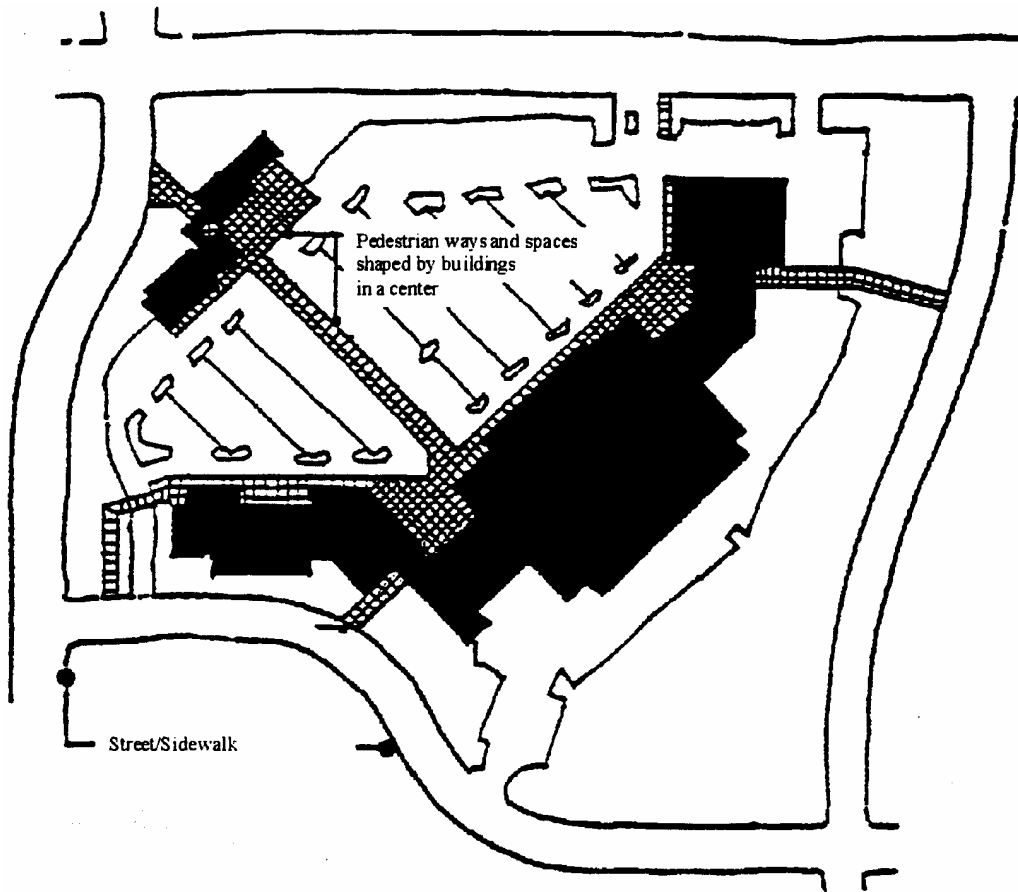 Pedestrian ways and spaces
shaped by buildings
in a center
Street/Sidewalk